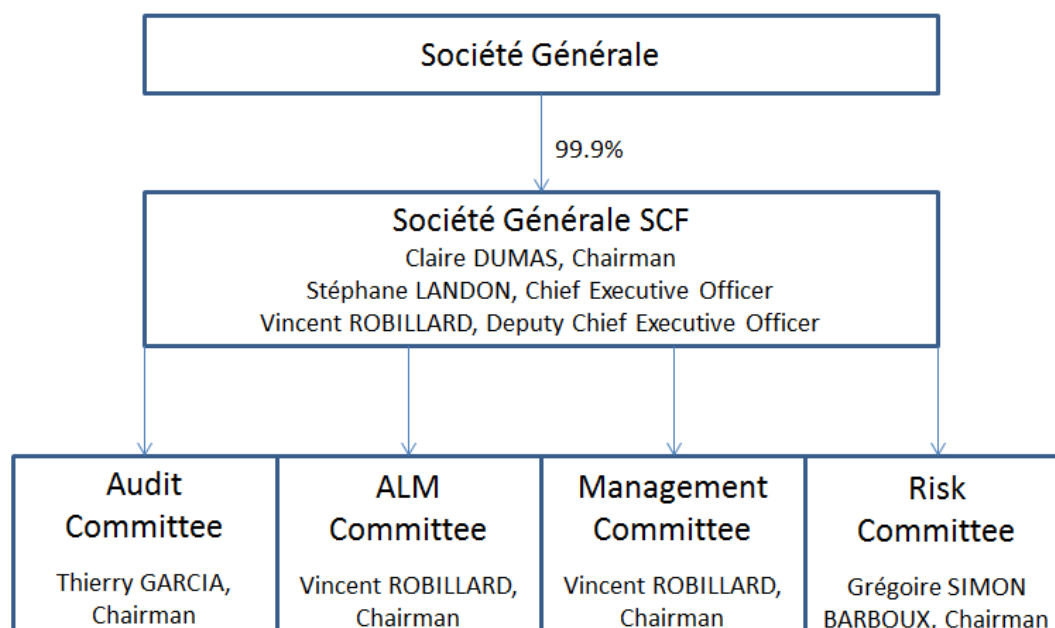 Société Générale
99.9%
Société Générale SCF
Claire DUMAS, Chairman
Stéphane LANDON, Chief Executive Officer
Vincent ROBILLARD, Deputy Chief Executive Officer
Audit
Committee
Thierry GARCIA,
Chairman
ALM
Committee
Vincent ROBILLARD,
Chairman
Management
Committee
Vincent ROBILLARD,
Chairman
Risk
Committee
Grégoire SIMON
BARBOUX, Chairman